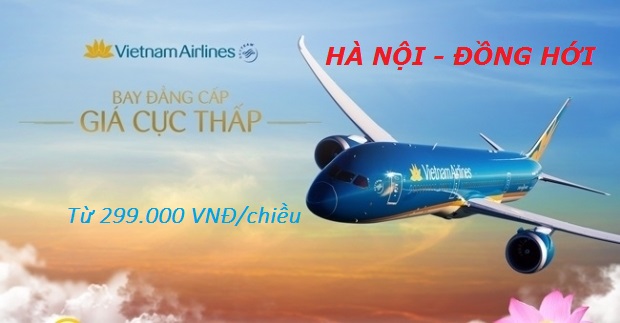 Vietnam Airlines
HÀ NỘI - ĐỒNG HỚI
BAY ĐẲNG CẤP
GIÁ CỰC THẤP
Vietnam Airlines
Từ 299.000 VNĐ/chiều